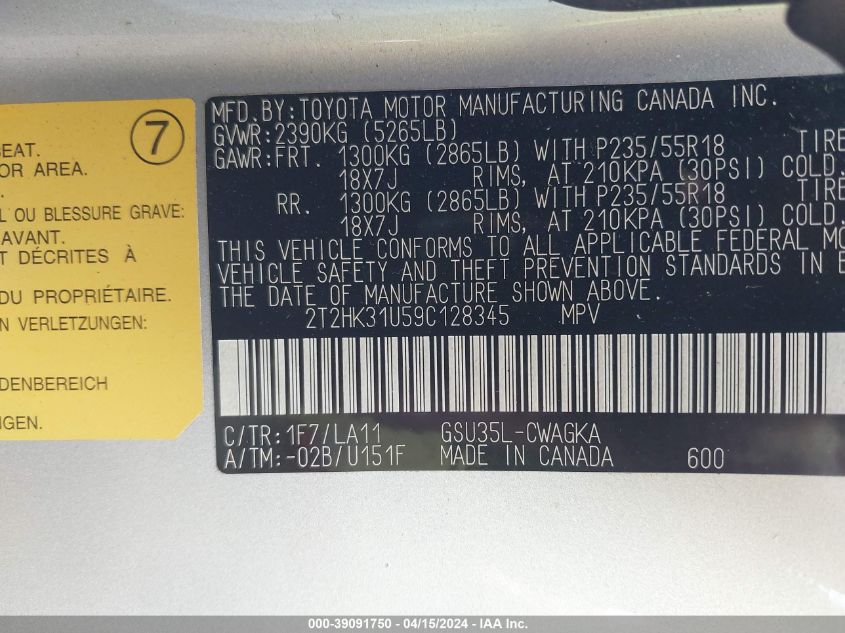 7
EAT.
OR AREA.
L OU BLESSURE GRAVE:
AVANT.
T DÉCRITES À
DU PROPRIÉTAIRE.
N VERLETZUNGEN:
DENBEREICH
NGEN.
MFD.BY:TOYOTA MOTOR MANUFACTURING CANADA INC.
GVWR:2390KG (5265LB)
GAWR:FRT. 1300KG (2865LB) WITH P235/55R18 TIRE
18X7J RIMS, AT 210KPA (30PSI) COLD.
RR. 1300KG (2865LB) WITH P235/55R18 TIRE
18X7J RIMS, AT 210KPA (30PSI) COLD.
THIS VEHICLE CONFORMS TO ALL APPLICABLE FEDERAL MO
VEHICLE SAFETY AND THEFT PREVENTION STANDARDS IN E
THE DATE OF MANUFACTURE SHOWN ABOVE.
2T2HK31U59C128345 MPV
C/TR:1F7/LA11 GSU35L-CWAGKA
A/TM:-02B/U151F MADE IN CANADA 600
000-39091750 - 04/15/2024 - IAA Inc.